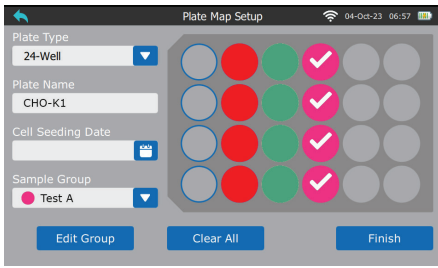 Plate Map Setup
04-Oct-23 06:57
Plate Type
24-Well
Plate Name
CHO-K1
Cell Seeding Date
Sample Group
Test A
Edit Group
Clear All
Finish